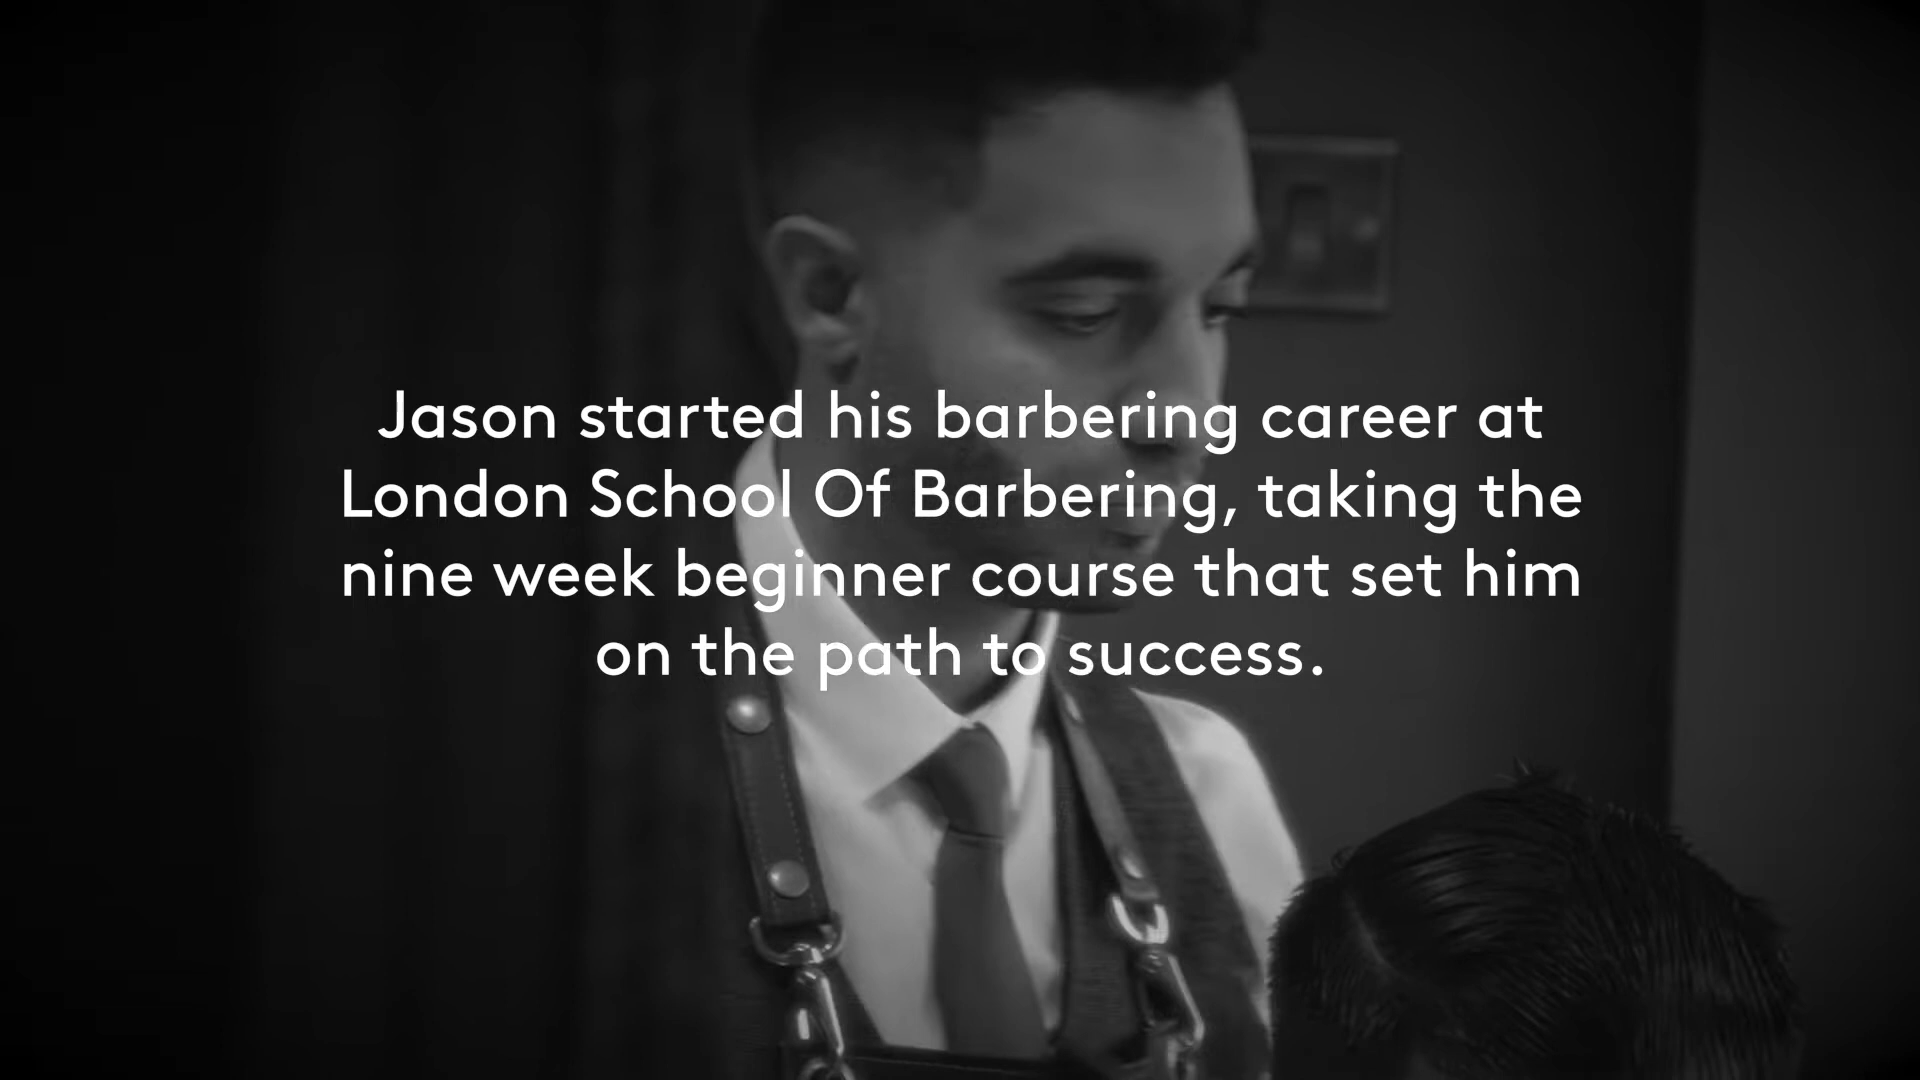 Jason started his barbering career at
London School Of Barbering, taking the
nine week beginner course that set him
on the path to success.